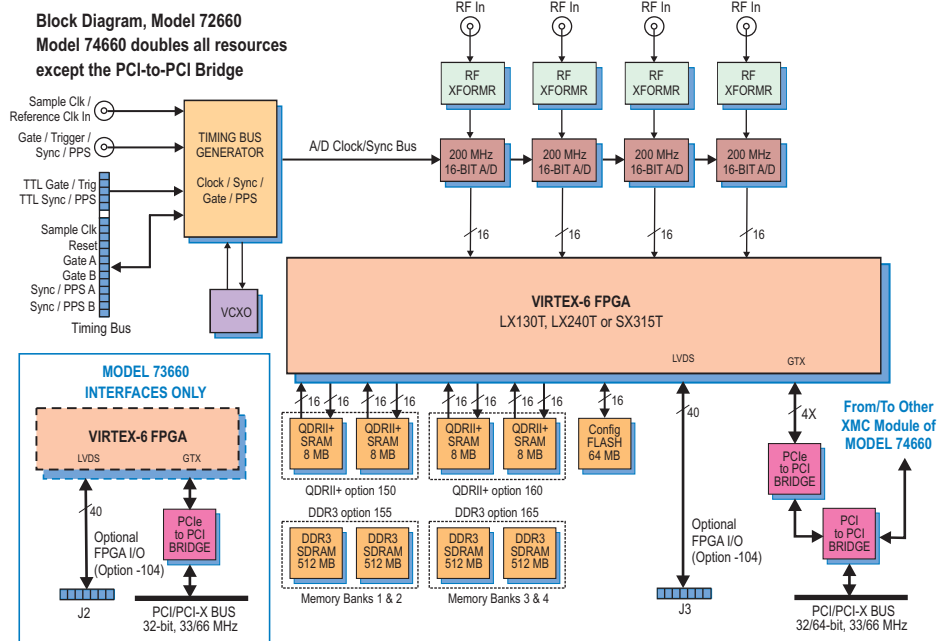 Block Diagram, Model 72660
Model 74660 doubles all resources
except the PCI-to-PCI Bridge
RF In
RF In
RF In
RF In
RF
XFORMR
RF
XFORMR
RF
XFORMR
RF
XFORMR
Sample Clk /
Reference Clk In
Gate / Trigger /
Sync / PPS
TTL Gate / Trig
TTL Sync / PPS
Sample Clk
Reset
Gate A
Gate B
Sync / PPS A
Sync / PPS B
Timing Bus
TIMING BUS
GENERATOR
Clock / Sync /
Gate / PPS
VCXO
A/D Clock/Sync Bus
200 MHz
16-BIT A/D
200 MHz
16-BIT A/D
200 MHz
16-BIT A/D
200 MHz
16-BIT A/D
16
16
16
16
VIRTEX-6 FPGA
LX130T, LX240T or SX315T
LVDS
GTX
16
16
16
16
16
16
16
16
16
40
4X
QDRII+
SRAM
8 MB
QDRII+
SRAM
8 MB
QDRII+
SRAM
8 MB
QDRII+
SRAM
8 MB
Config
FLASH
64 MB
QDRII+ option 150
QDRII+ option 160
DDR3 option 155
DDR3 option 165
DDR3
SDRAM
512 MB
DDR3
SDRAM
512 MB
DDR3
SDRAM
512 MB
DDR3
SDRAM
512 MB
Memory Banks 1 & 2
Memory Banks 3 & 4
Optional
FPGA I/O
(Option -104)
J3
From/To Other
XMC Module of
MODEL 74660
PCIe
to PCI
BRIDGE
PCI
to PCI
BRIDGE
PCI/PCI-X BUS
32/64-bit, 33/66 MHz
MODEL 73660
INTERFACES ONLY
VIRTEX-6 FPGA
LVDS
GTX
40
Optional
FPGA I/O
(Option -104)
PCIe
to PCI
BRIDGE
J2
PCI/PCI-X BUS
32-bit, 33/66 MHz